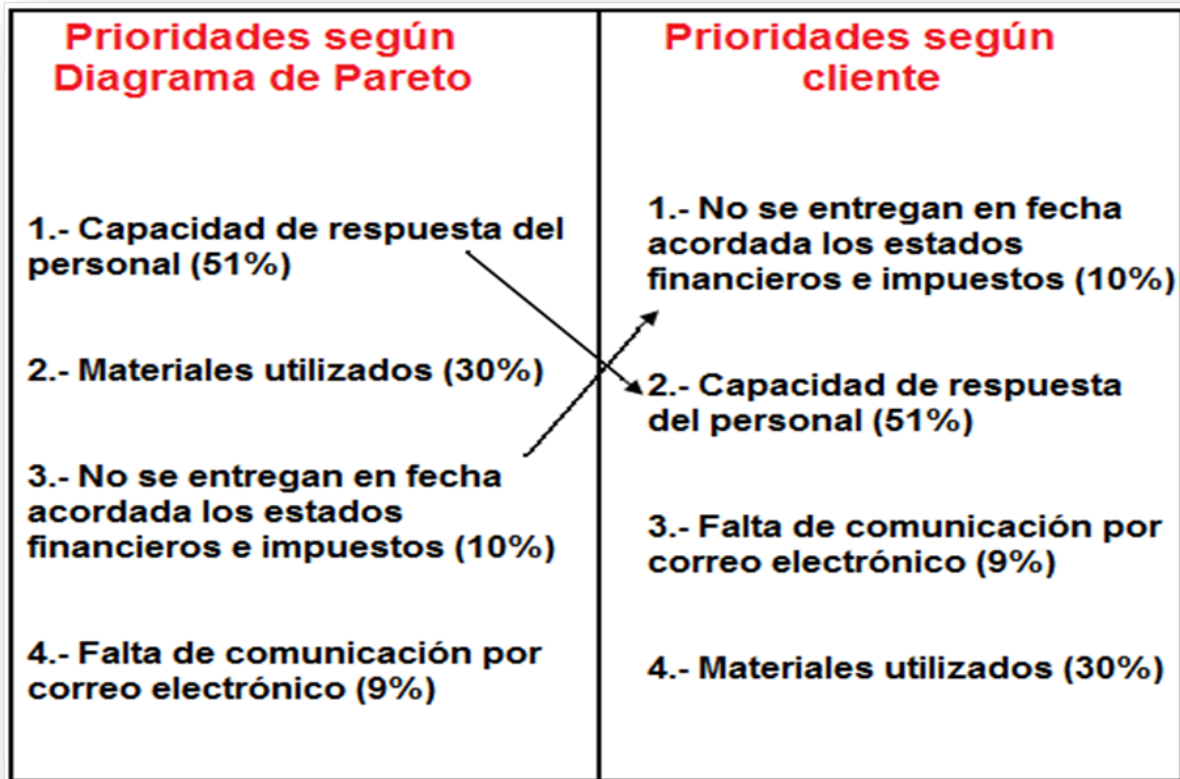 Prioridades según
Diagrama de Pareto
1.- Capacidad de respuesta del
personal (51%)
2.- Materiales utilizados (30%)
3.- No se entregan en fecha
acordada los estados
financieros e impuestos (10%)
4.- Falta de comunicación por
correo electrónico (9%)
Prioridades según
cliente
1.- No se entregan en fecha
acordada los estados
financieros e impuestos (10%)
2.- Capacidad de respuesta
del personal (51%)
3.- Falta de comunicación por
correo electrónico (9%)
4.- Materiales utilizados (30%)